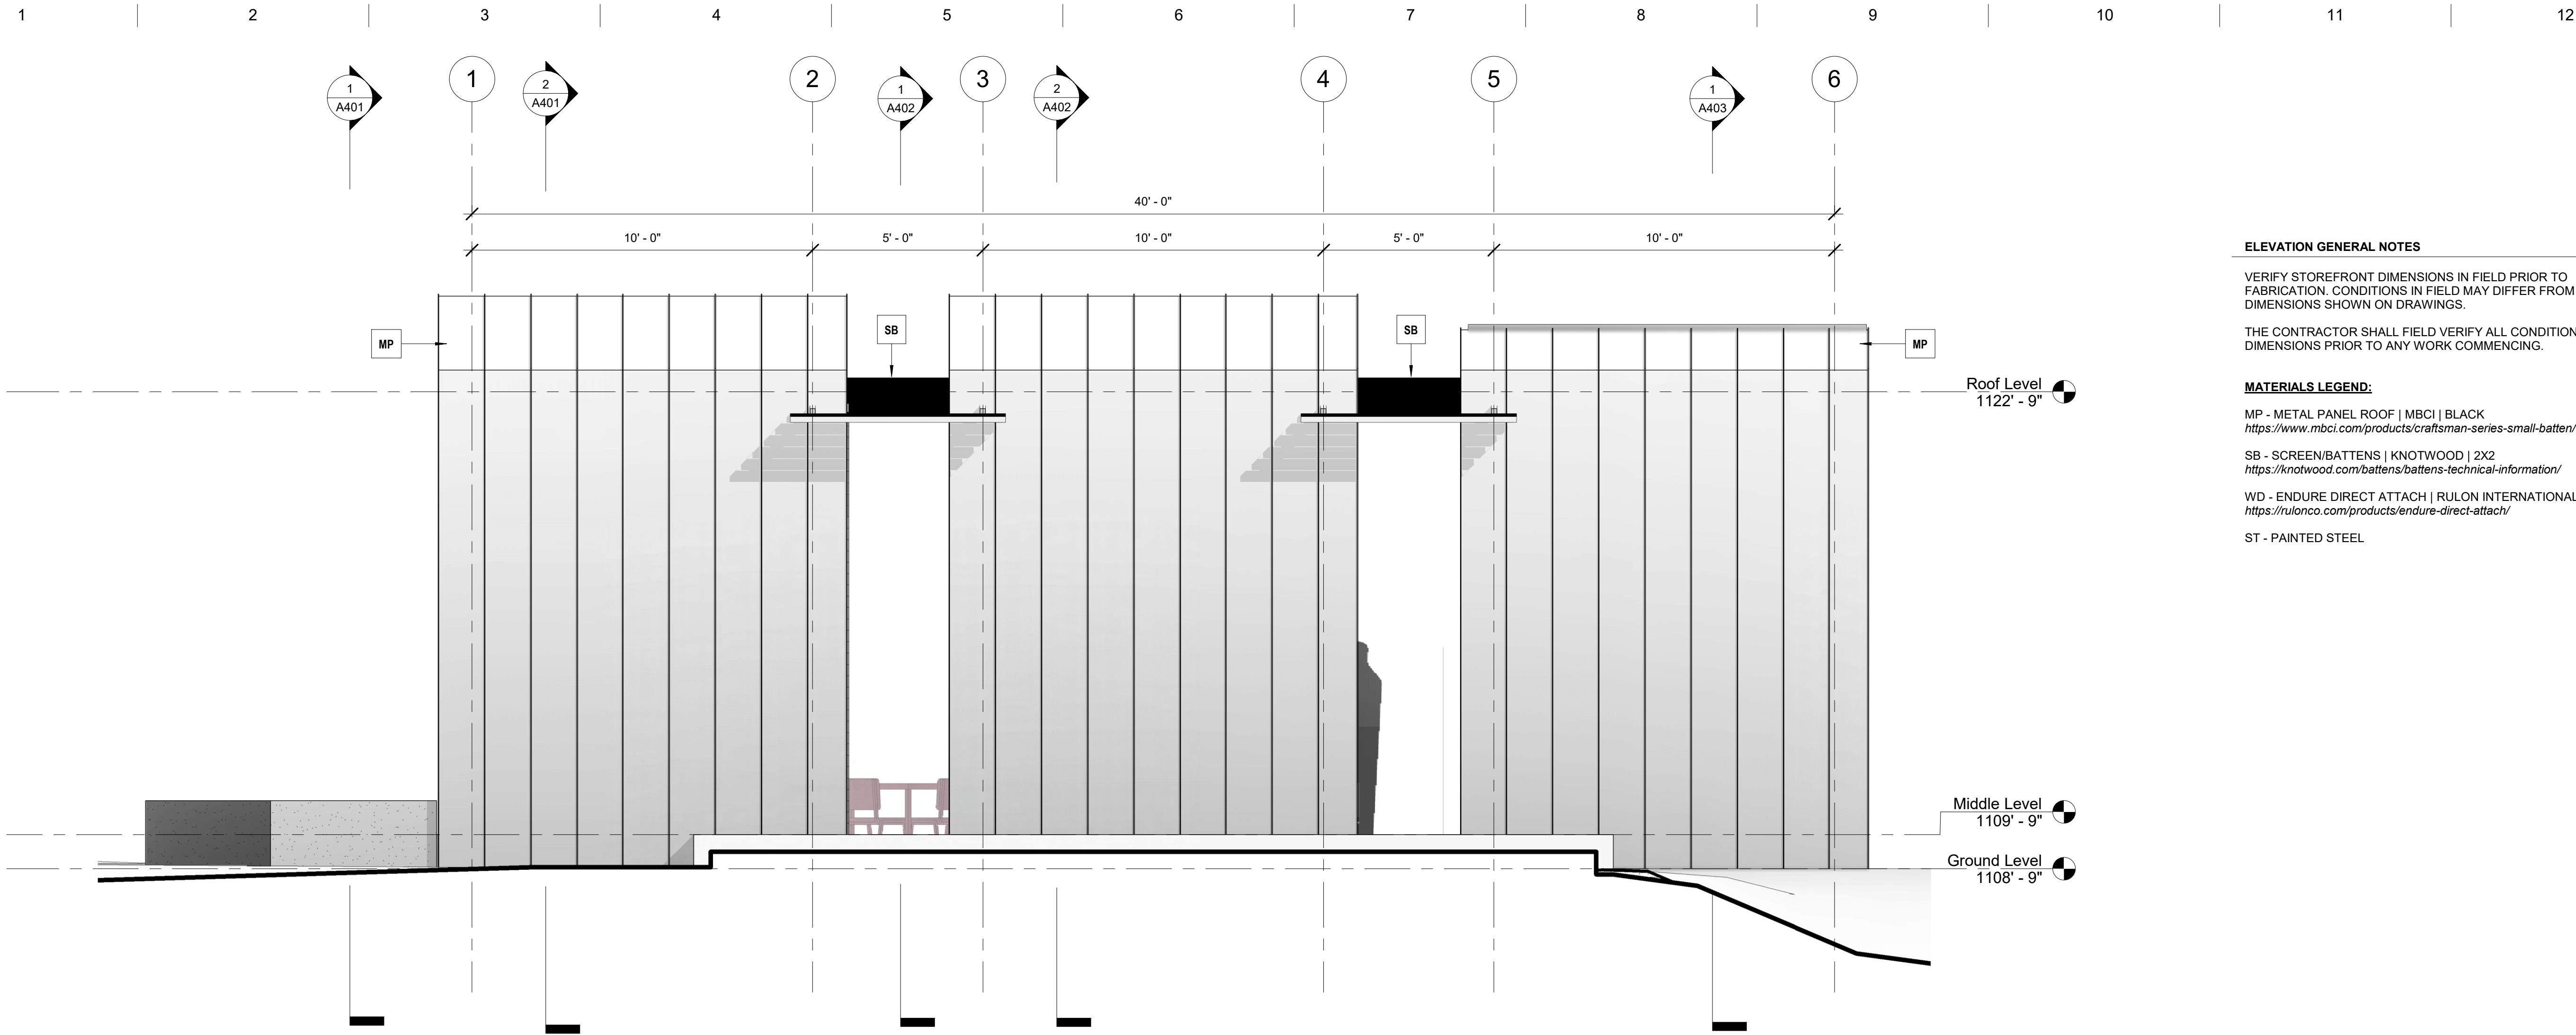 1 2 3 4 5 6 7 8 9 10 11 12
1
A401
1
2
A401
2
1
A402
3
2
A402
4
5
1
A403
6
40' - 0"
10' - 0" 5' - 0" 10' - 0" 5' - 0" 10' - 0"
MP
SB
SB
MP
Roof Level
1122' - 9"
Middle Level
1109' - 9"
Ground Level
1108' - 9"
ELEVATION GENERAL NOTES
VERIFY STOREFRONT DIMENSIONS IN FIELD PRIOR TO
FABRICATION. CONDITIONS IN FIELD MAY DIFFER FROM
DIMENSIONS SHOWN ON DRAWINGS.
THE CONTRACTOR SHALL FIELD VERIFY ALL CONDITION
DIMENSIONS PRIOR TO ANY WORK COMMENCING.
MATERIALS LEGEND:
MP - METAL PANEL ROOF | MBCI | BLACK
https://www.mbci.com/products/craftsman-series-small-batten/
SB - SCREEN/BATTENS | KNOTWOOD | 2X2
https://knotwood.com/battens/battens-technical-information/
WD - ENDURE DIRECT ATTACH | RULON INTERNATIONAL
https://rulonco.com/products/endure-direct-attach/
ST - PAINTED STEEL